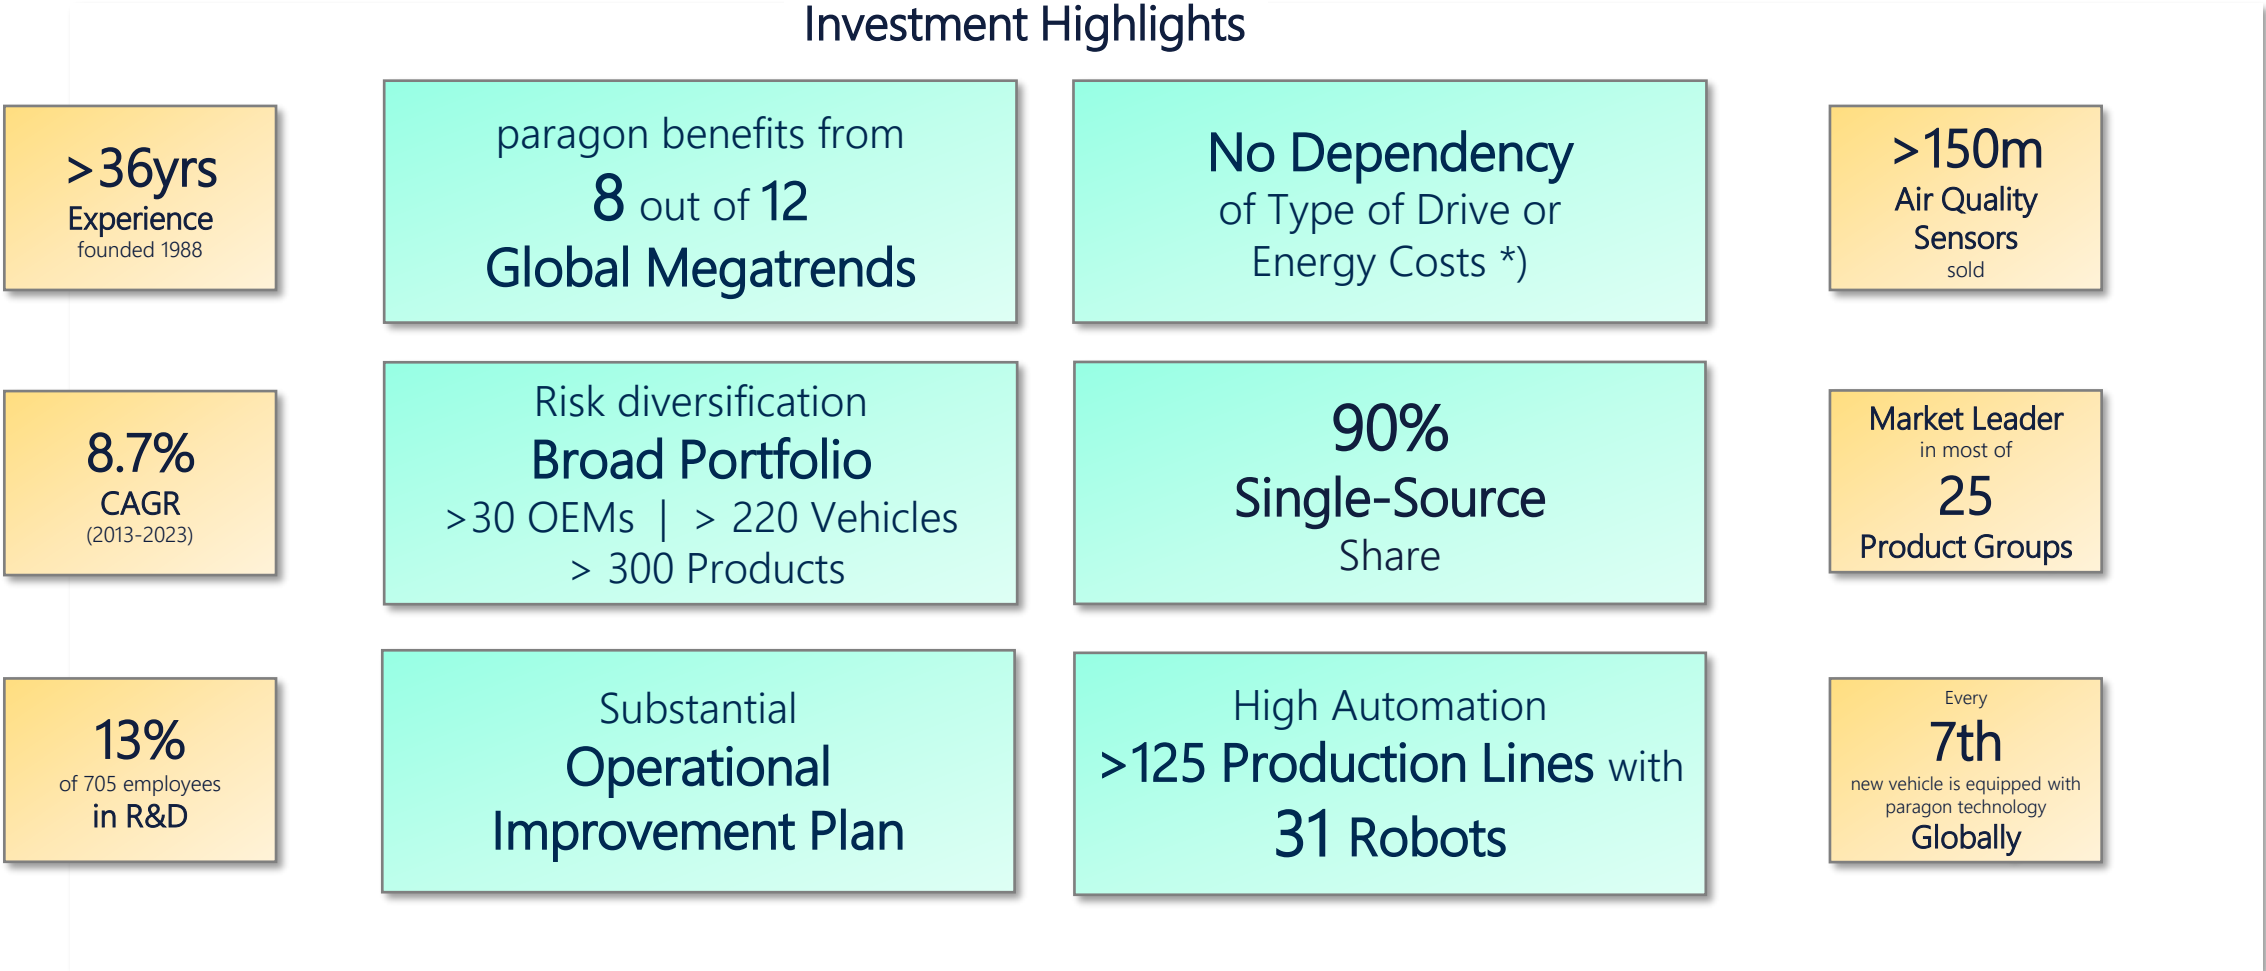 Investment Highlights
>36yrs
Experience
founded 1988
paragon benefits from
8 out of 12
Global Megatrends
No Dependency
of Type of Drive or
Energy Costs *)
>150m
Air Quality
Sensors
sold
8.7%
CAGR
(2013-2023)
Risk diversification
Broad Portfolio
>30 OEMs | > 220 Vehicles
> 300 Products
90%
Single-Source
Share
Market Leader
in most of
25
Product Groups
13%
of 705 employees
in R&D
Substantial
Operational
Improvement Plan
High Automation
>125 Production Lines with
31 Robots
Every
7th
new vehicle is equipped with
paragon technology
Globally